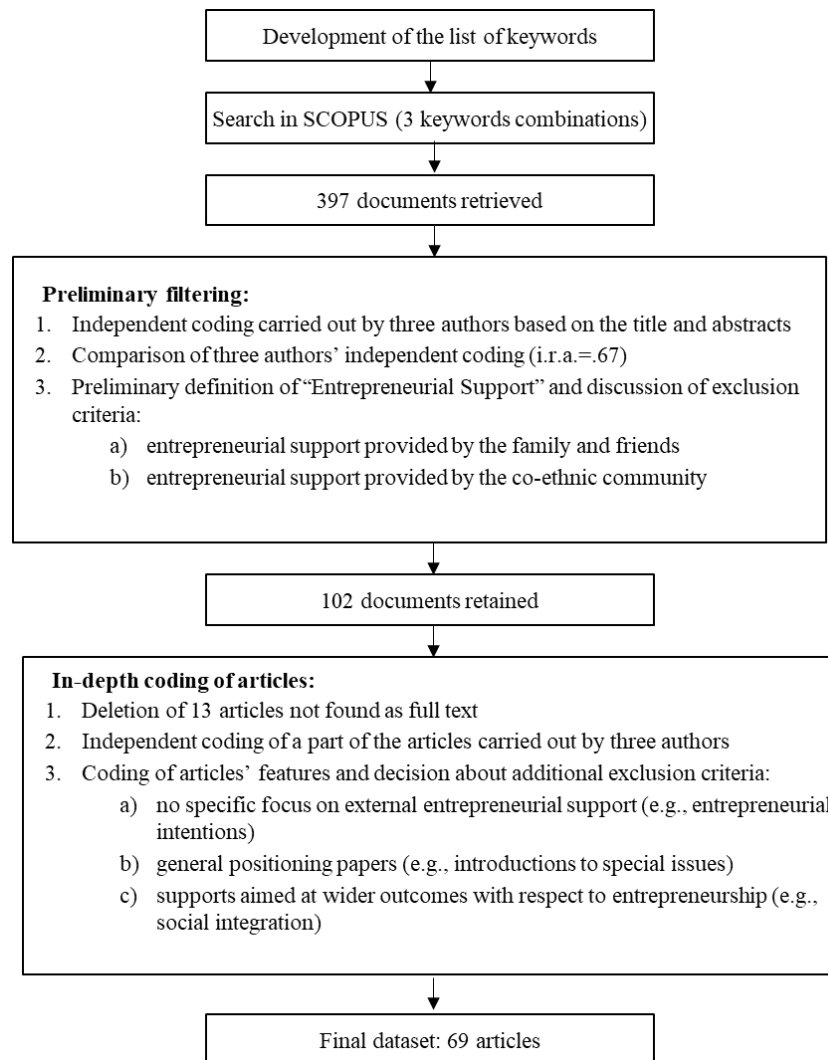 Development of the list of keywords
Search in SCOPUS (3 keywords combinations)
397 documents retrieved
Preliminary filtering:
1. Independent coding carried out by three authors based on the title and abstracts
2. Comparison of three authors’ independent coding (i.r.a.=.67)
3. Preliminary definition of “Entrepreneurial Support” and discussion of exclusion
criteria:
a) entrepreneurial support provided by the family and friends
b) entrepreneurial support provided by the co-ethnic community
102 documents retained
In-depth coding of articles:
1. Deletion of 13 articles not found as full text
2. Independent coding of a part of the articles carried out by three authors
3. Coding of articles’ features and decision about additional exclusion criteria:
a) no specific focus on external entrepreneurial support (e.g., entrepreneurial
intentions)
b) general positioning papers (e.g., introductions to special issues)
c) supports aimed at wider outcomes with respect to entrepreneurship (e.g.,
social integration)
Final dataset: 69 articles